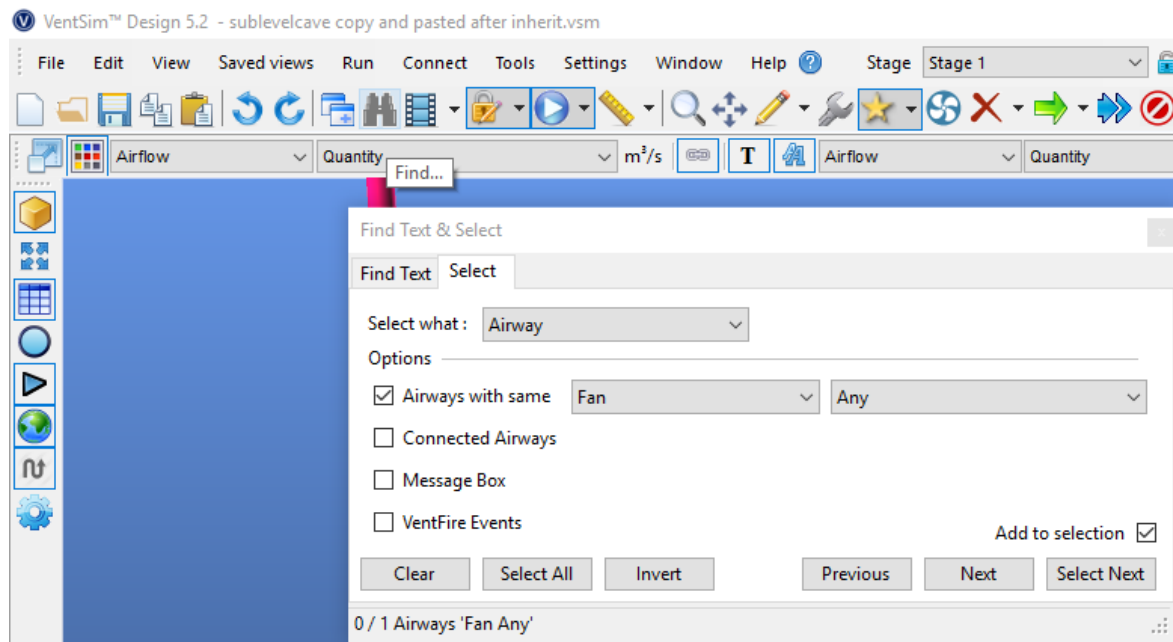 VentSim™ Design 5.2 - sublevelcave copy and pasted after inherit.vsm
File Edit View Saved views Run Connect Tools Settings Window Help ? Stage Stage 1
Airflow Quantity m³/s T A Airflow Quantity
Find...
Find Text & Select x
Find Text Select
Select what : Airway
Options
Airways with same Fan Any
Connected Airways
Message Box
VentFire Events
Add to selection
Clear Select All Invert Previous Next Select Next
0 / 1 Airways 'Fan Any'